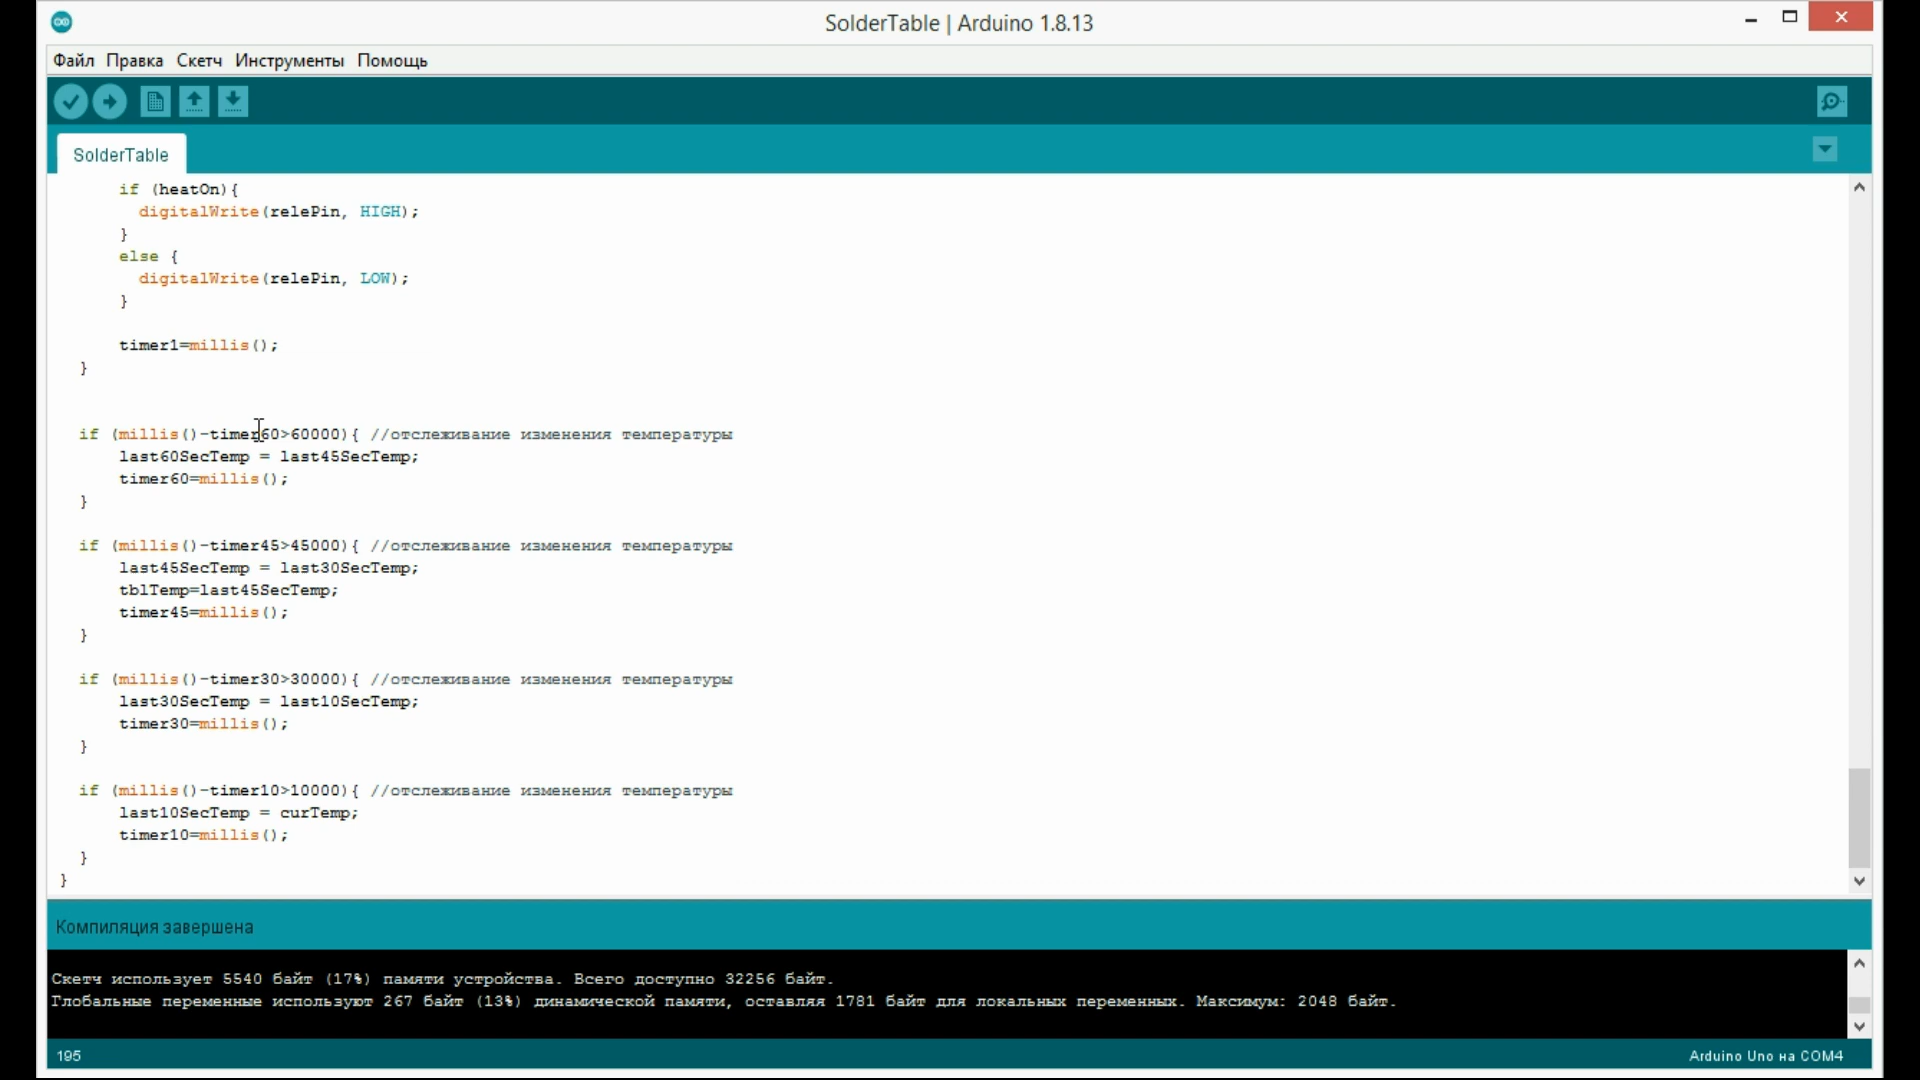 SolderTable | Arduino 1.8.13
Файл Правка Скетч Инструменты Помощь
SolderTable
if (heatOn){
digitalWrite(relePin, HIGH);
}
else {
digitalWrite(relePin, LOW);
}
timer1=millis();
}
if (millis()-timer60>60000){ //отслеживание изменения температуры
last60SecTemp = last45SecTemp;
timer60=millis();
}
if (millis()-timer45>45000){ //отслеживание изменения температуры
last45SecTemp = last30SecTemp;
tblTemp=last45SecTemp;
timer45=millis();
}
if (millis()-timer30>30000){ //отслеживание изменения температуры
last30SecTemp = last10SecTemp;
timer30=millis();
}
if (millis()-timer10>10000){ //отслеживание изменения температуры
last10SecTemp = curTemp;
timer10=millis();
}
}
Компиляция завершена
Скетч использует 5540 байт (17%) памяти устройства. Всего доступно 32256 байт.
Глобальные переменные используют 267 байт (13%) динамической памяти, оставляя 1781 байт для локальных переменных. Максимум: 2048 байт.
195
Arduino Uno на COM4